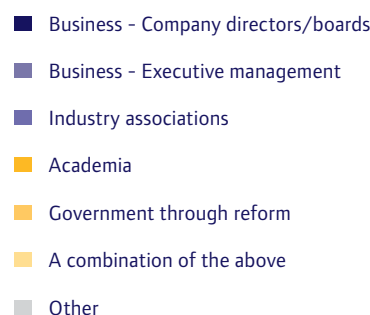 Business - Company directors/boards
Business - Executive management
Industry associations
Academia
Government through reform
A combination of the above
Other